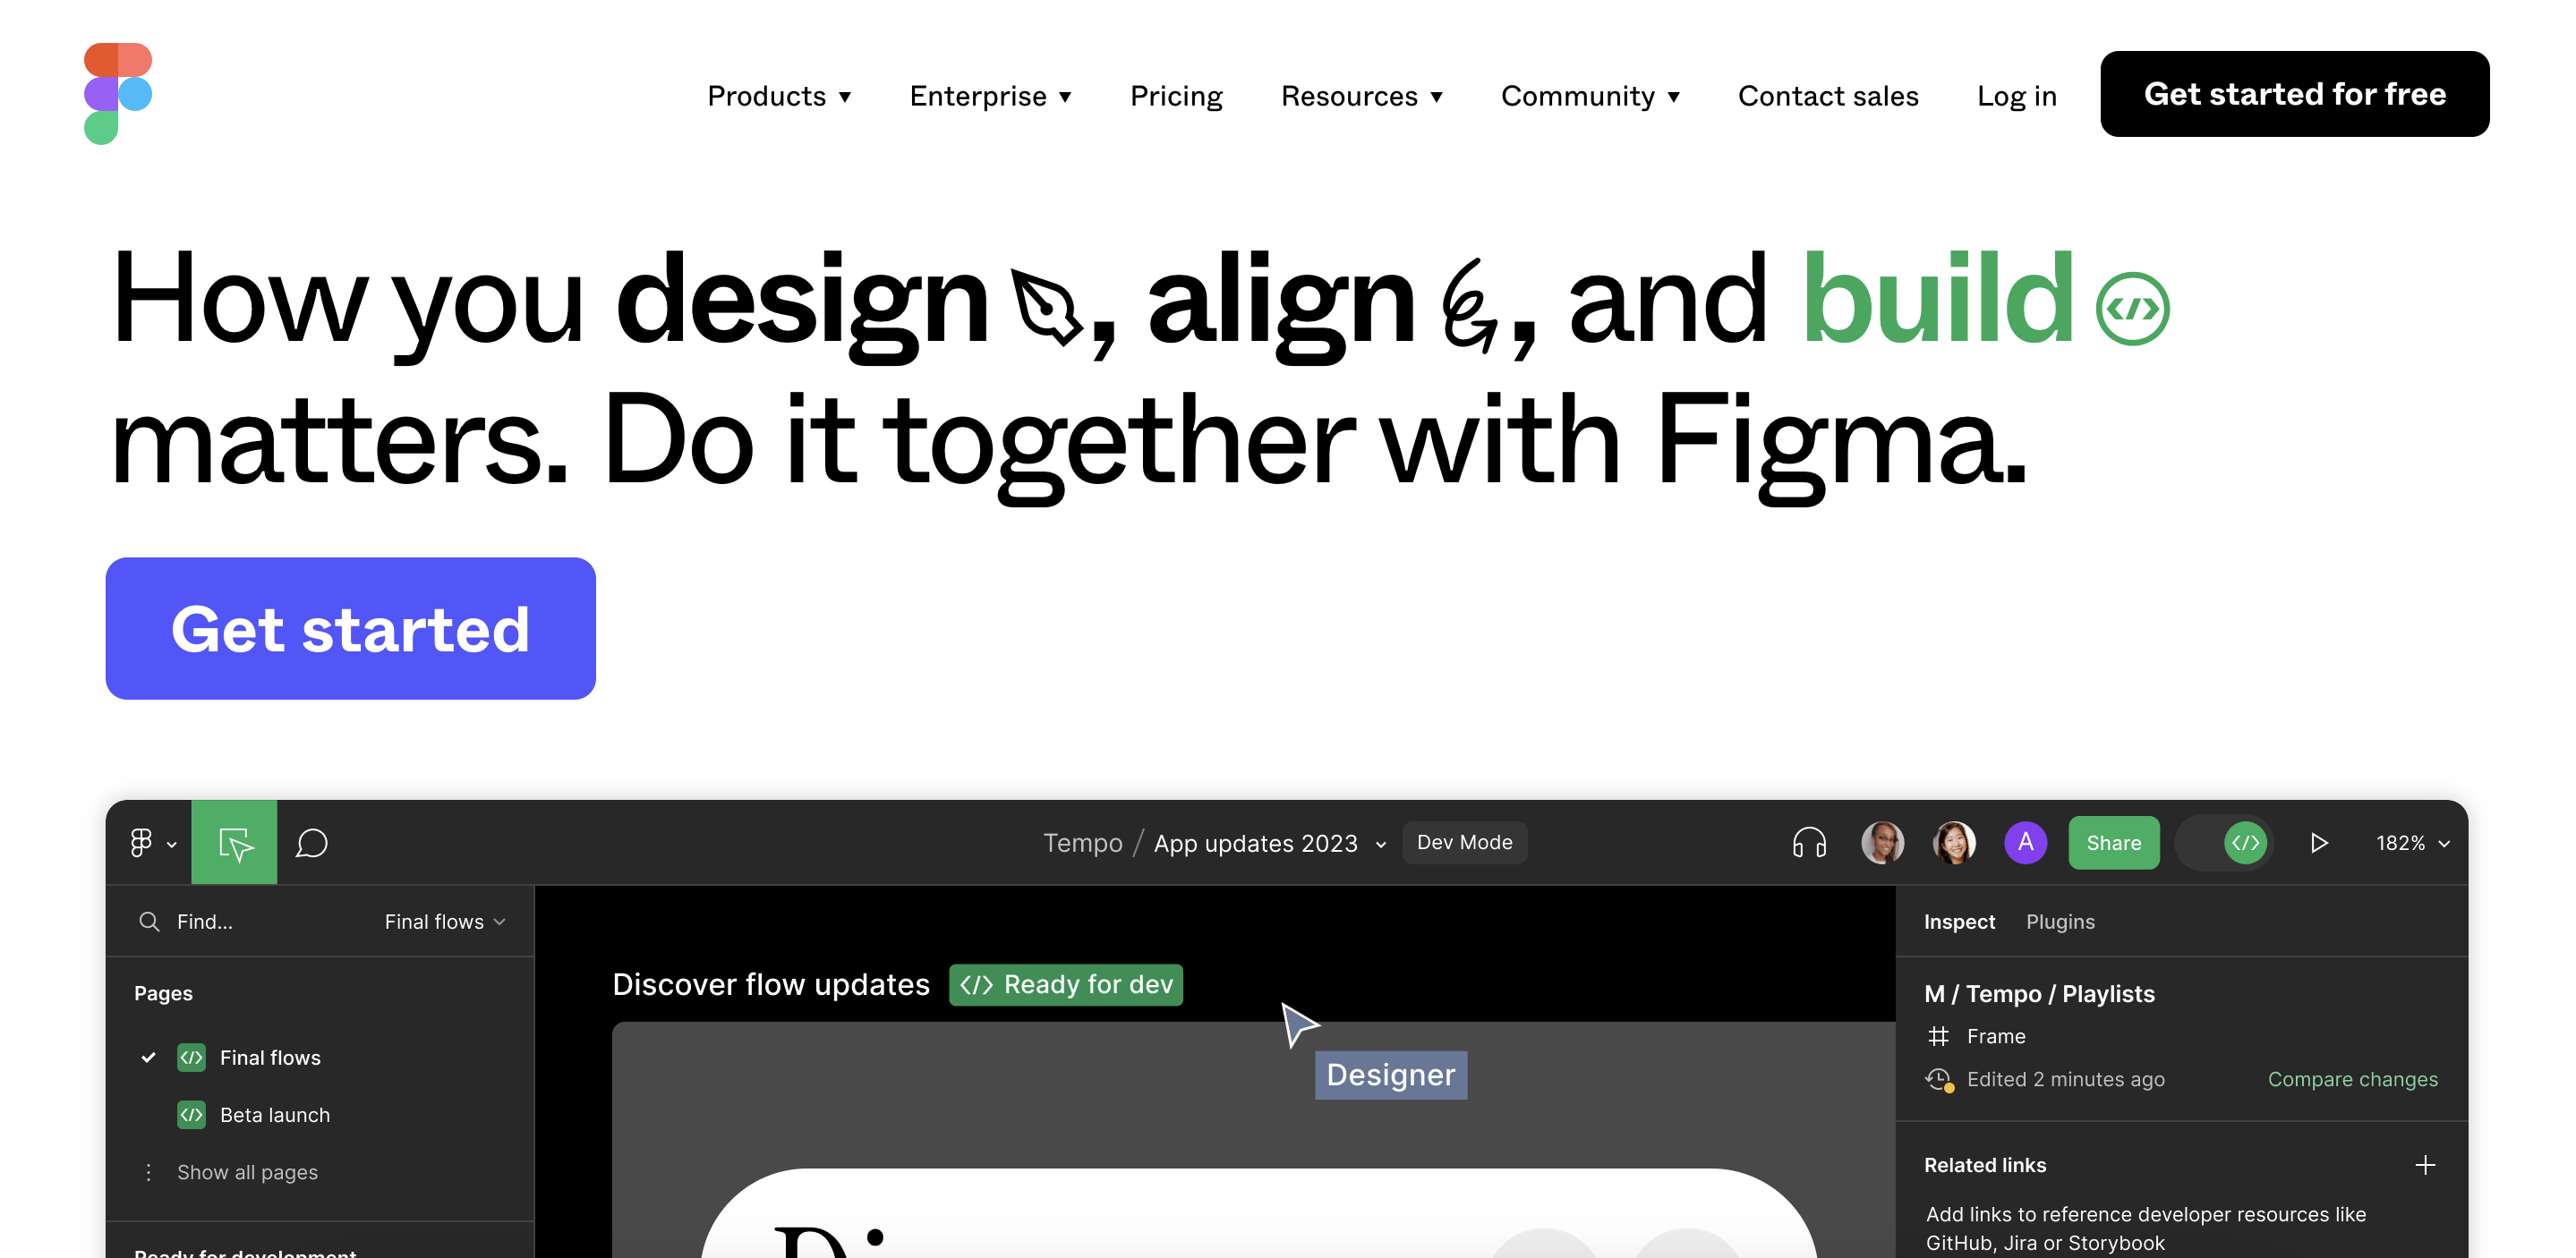 Products ▼ Enterprise ▼ Pricing Resources ▼ Community ▼ Contact sales Log in Get started for free
How you design, align, and build
matters. Do it together with Figma.
Get started
Tempo / App updates 2023 Dev Mode A Share </> 182%
Find... Final flows
Inspect Plugins
Pages
Discover flow updates </> Ready for dev
M / Tempo / Playlists
Frame
</> Final flows
Designer
Edited 2 minutes ago Compare changes
</> Beta launch
Show all pages
Related links
Add links to reference developer resources like
GitHub, Jira or Storybook
Ready for development